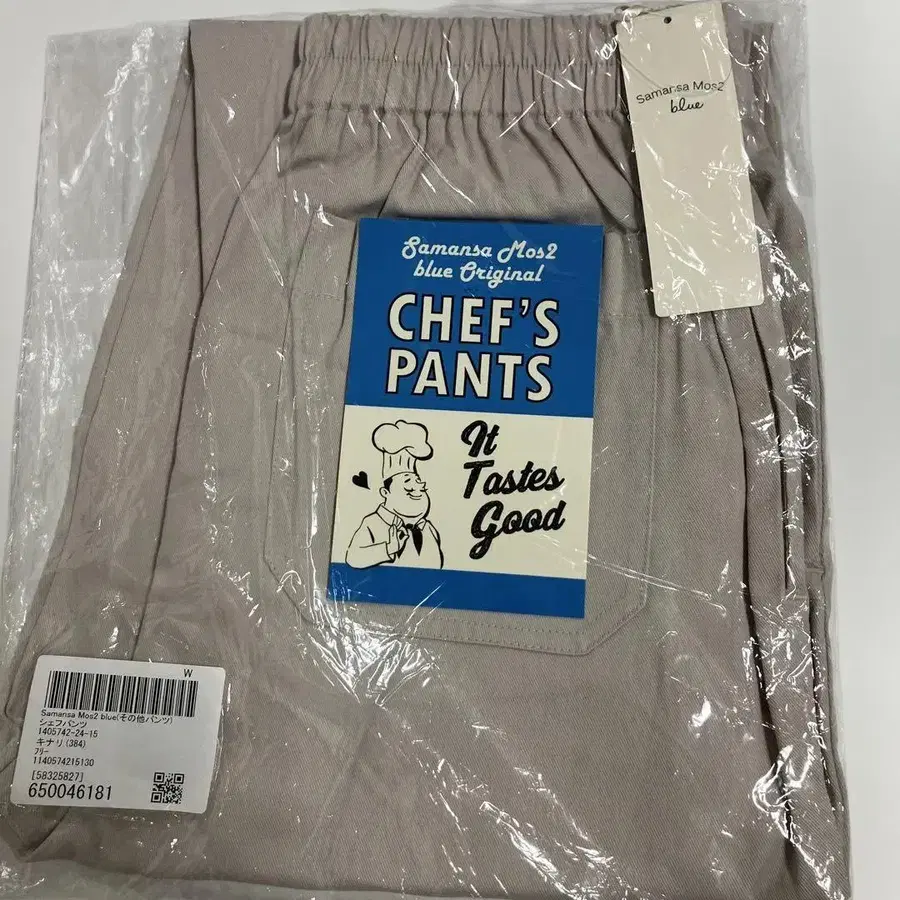 Samansa Mos2
blue
Samansa Mos2
blue Original
CHEF'S
PANTS
It
Tastes
Good
W
Samansa Mos2 blue(その他パンツ)
シェフパンツ
1405742-24-15
キナリ(384)
フリー
1140574215130
[58325827]
650046181